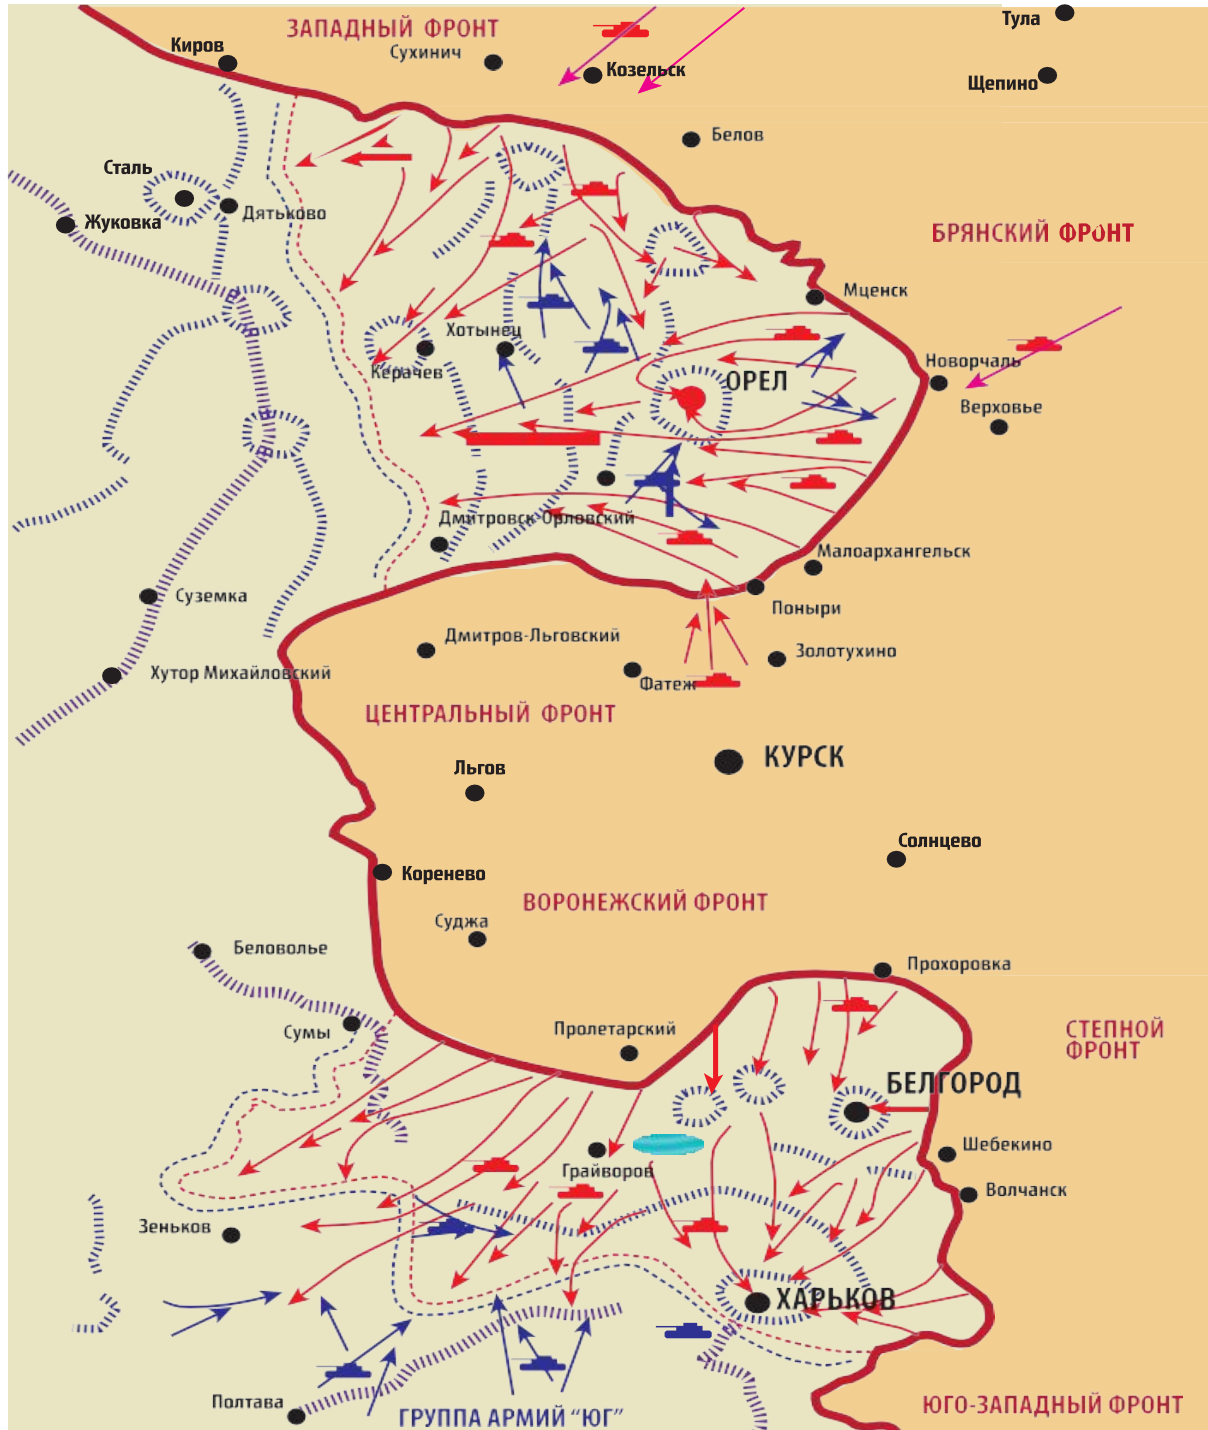 ЗАПАДНЫЙ ФРОНТ
Тула
Киров
Сухинич
Козельск
Щепино
Белов
Сталь
Жуковка
Дятьково
БРЯНСКИЙ ФРОНТ
Мценск
Хотынец
Керачев
ОРЕЛ
Новорчаль
Верховье
Дмитровск-Орловский
Малоархангельск
Суземка
Поныри
Дмитров-Льговский
Золотухино
Хутор Михайловский
Фатеж
ЦЕНТРАЛЬНЫЙ ФРОНТ
КУРСК
Льгов
Солнцево
Коренево
ВОРОНЕЖСКИЙ ФРОНТ
Суджа
Беловолье
Прохоровка
Сумы
Пролетарский
СТЕПНОЙ
ФРОНТ
БЕЛГОРОД
Шебекино
Грайворов
Волчанск
Зеньков
ХАРЬКОВ
Полтава
ГРУППА АРМИЙ "ЮГ"
ЮГО-ЗАПАДНЫЙ ФРОНТ